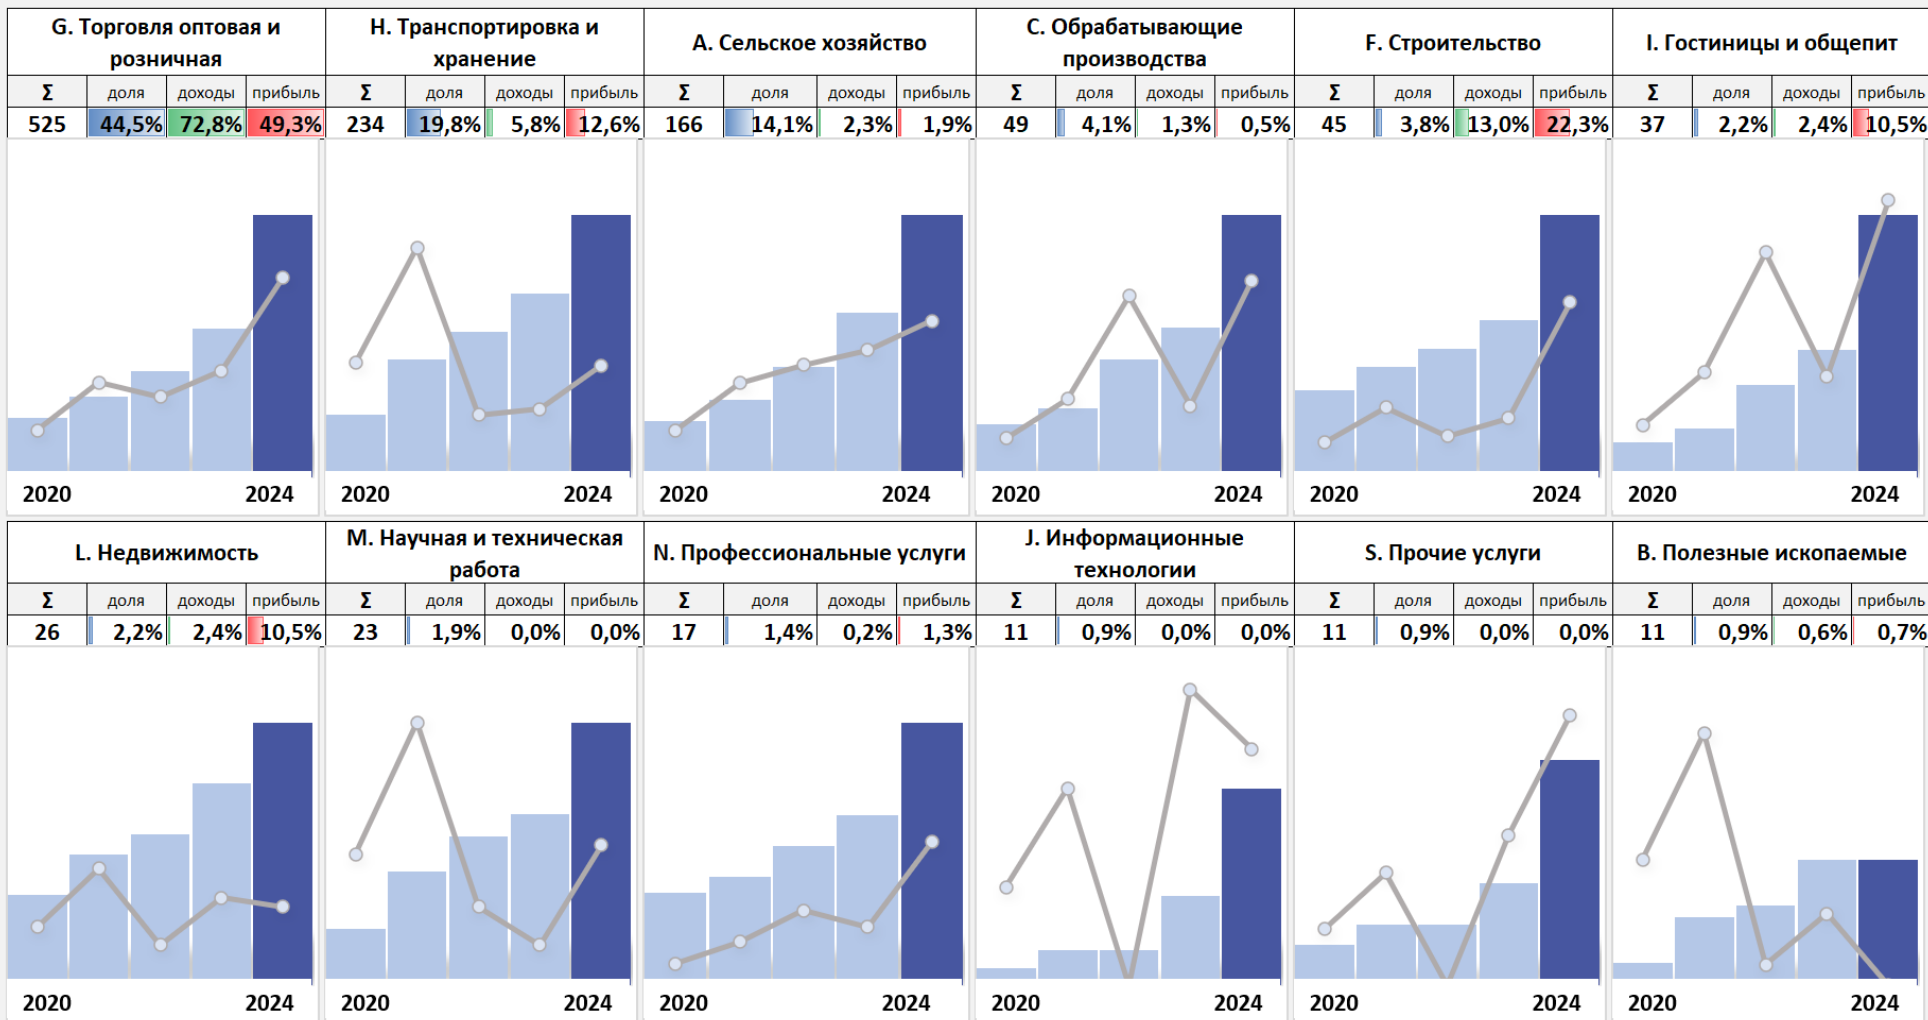 G. Торговля оптовая и розничная
H. Транспортировка и хранение
A. Сельское хозяйство
C. Обрабатывающие производства
F. Строительство
I. Гостиницы и общепит
Σ доля доходы прибыль Σ доля доходы прибыль Σ доля доходы прибыль Σ доля доходы прибыль Σ доля доходы прибыль Σ доля доходы прибыль
525 44,5% 72,8% 49,3% 234 19,8% 5,8% 12,6% 166 14,1% 2,3% 1,9% 49 4,1% 1,3% 0,5% 45 3,8% 13,0% 22,3% 37 2,2% 2,4% 10,5%
2020 2024 2020 2024 2020 2024 2020 2024 2020 2024 2020 2024
L. Недвижимость
M. Научная и техническая работа
N. Профессиональные услуги
J. Информационные технологии
S. Прочие услуги
B. Полезные ископаемые
Σ доля доходы прибыль Σ доля доходы прибыль Σ доля доходы прибыль Σ доля доходы прибыль Σ доля доходы прибыль Σ доля доходы прибыль
26 2,2% 2,4% 10,5% 23 1,9% 0,0% 0,0% 17 1,4% 0,2% 1,3% 11 0,9% 0,0% 0,0% 11 0,9% 0,0% 0,0% 11 0,9% 0,6% 0,7%
2020 2024 2020 2024 2020 2024 2020 2024 2020 2024 2020 2024